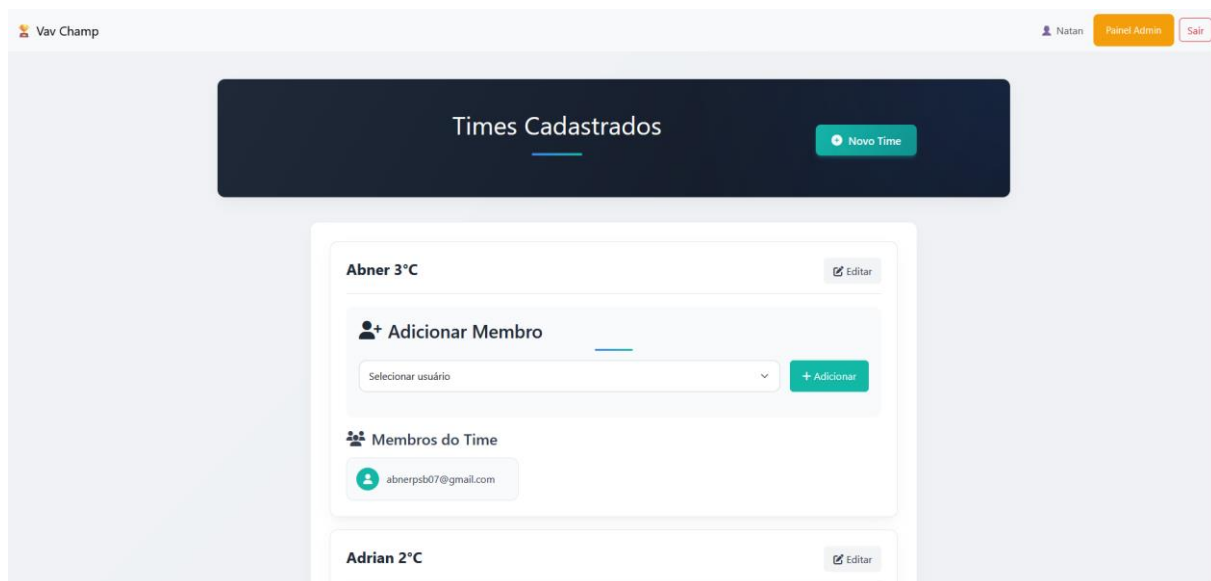 Vav Champ
Natan
Painel Admin
Sair
Times Cadastrados
Novo Time
Abner 3°C
Editar
Adicionar Membro
Selecionar usuário
+ Adicionar
Membros do Time
abnerpsb07@gmail.com
Adrian 2°C
Editar